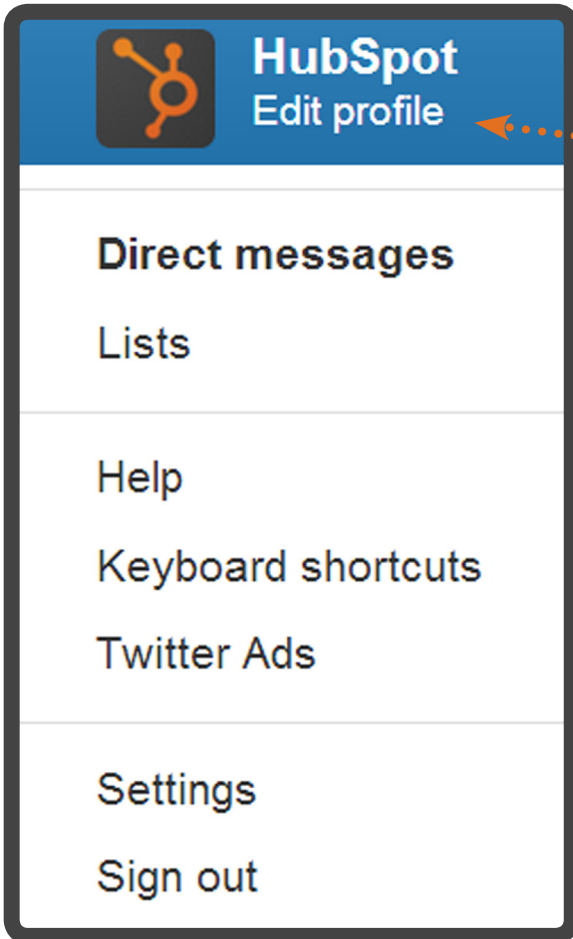 HubSpot
Edit profile
Direct messages
Lists
Help
Keyboard shortcuts
Twitter Ads
Settings
Sign out